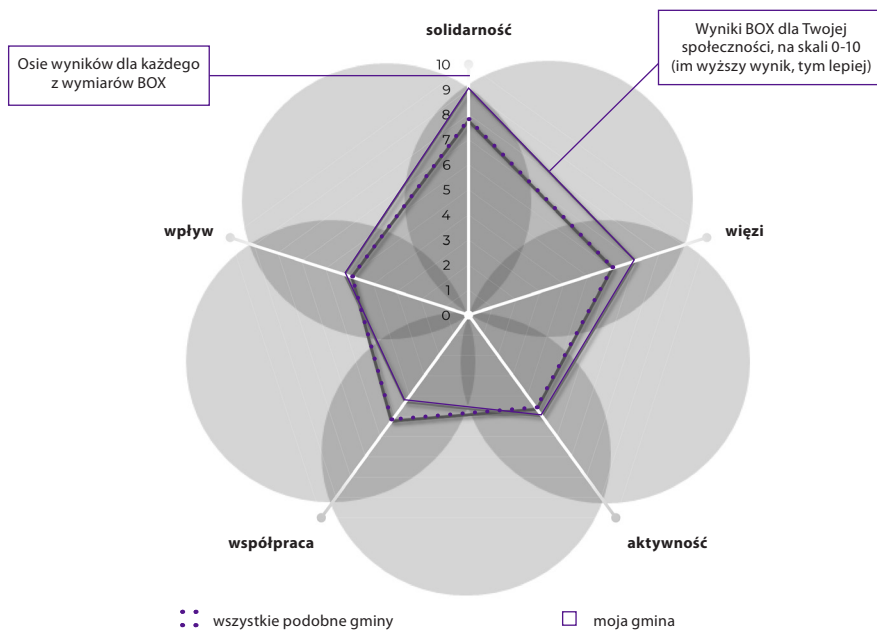 solidarność
Osie wyników dla każdego
z wymiarów BOX
Wyniki BOX dla Twojej
społeczności, na skali 0-10
(im wyższy wynik, tym lepiej)
10
9
8
7
6
5
4
3
2
1
0
wpływ
więzi
współpraca
aktywność
wszystkie podobne gminy
moja gmina